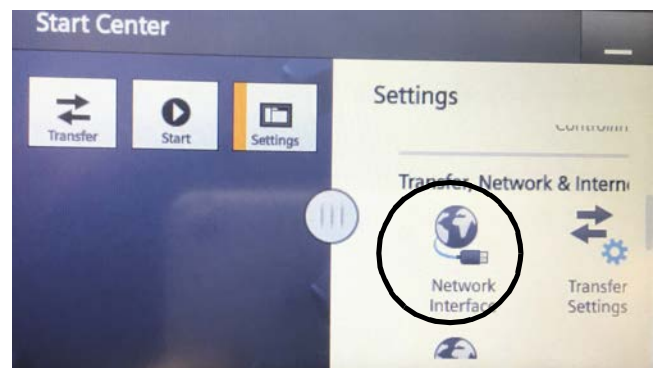 Start Center
Transfer
Start
Settings
Settings
Transfer, Network & Intern
Network
Interface
Transfer
Settings